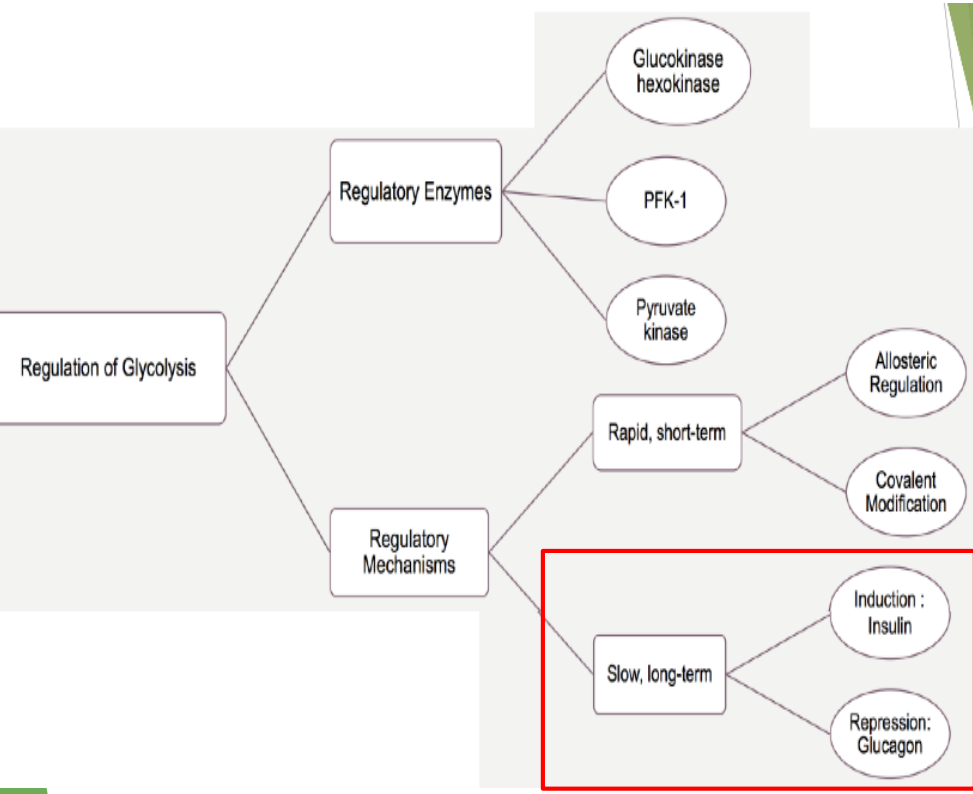 Glucokinase
hexokinase
Regulatory Enzymes
PFK-1
Pyruvate
kinase
Regulation of Glycolysis
Allosteric
Regulation
Rapid, short-term
Covalent
Modification
Regulatory
Mechanisms
Induction :
Insulin
Slow, long-term
Repression:
Glucagon